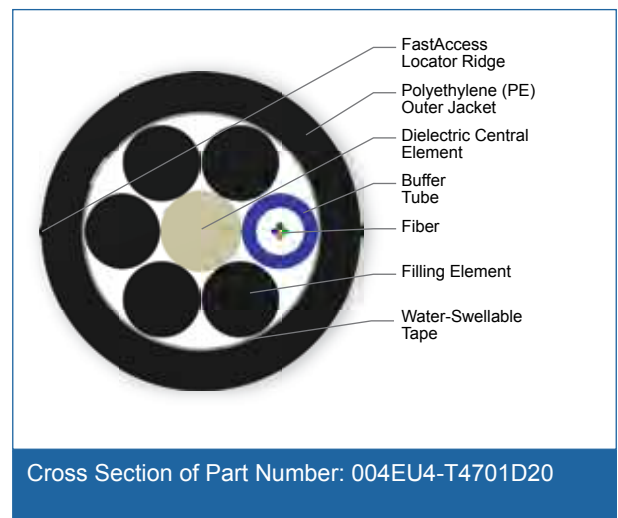 FastAccess
Locator Ridge
Polyethylene (PE)
Outer Jacket
Dielectric Central
Element
Buffer
Tube
Fiber
Filling Element
Water-Swellable
Tape
Cross Section of Part Number: 004EU4-T4701D20